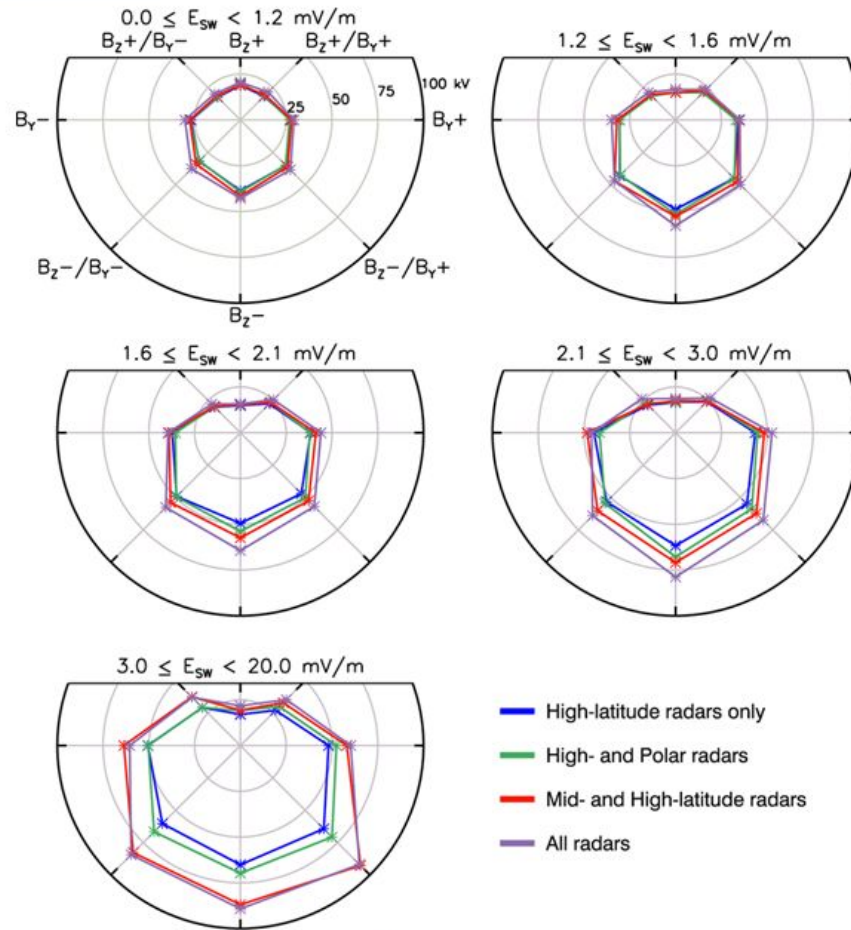 0.0 ≤ E_SW < 1.2 mV/m
B_Z+/B_Y− B_Z+ B_Z+/B_Y+
25 50 75 100 kV
B_Y− B_Y+
B_Z−/B_Y− B_Z−/B_Y+
B_Z−
1.2 ≤ E_SW < 1.6 mV/m
1.6 ≤ E_SW < 2.1 mV/m
2.1 ≤ E_SW < 3.0 mV/m
3.0 ≤ E_SW < 20.0 mV/m
High-latitude radars only
High- and Polar radars
Mid- and High-latitude radars
All radars